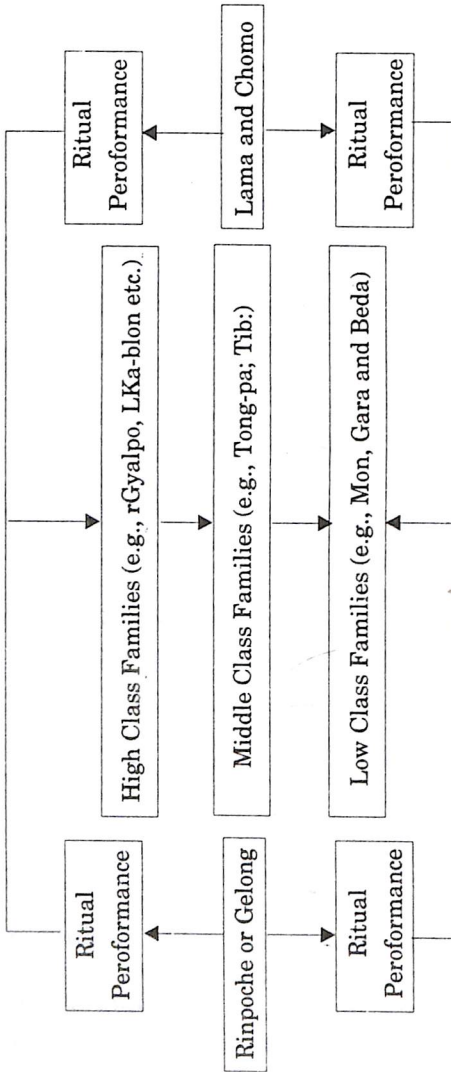 Ritual
Peroformance
High Class Families (e.g., rGyalpo, LKa-blon etc.)
Ritual
Peroformance
Rinpoche or Gelong
Middle Class Families (e.g., Tong-pa; Tib:)
Lama and Chomo
Ritual
Peroformance
Low Class Families (e.g., Mon, Gara and Beda)
Ritual
Peroformance